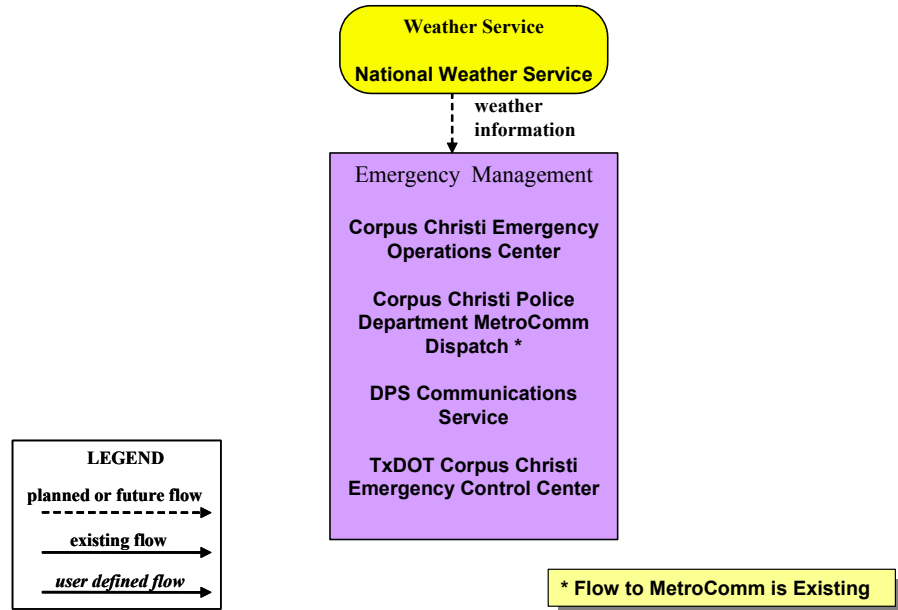 Weather Service
National Weather Service
weather
information
Emergency Management
Corpus Christi Emergency
Operations Center
Corpus Christi Police
Department MetroComm
Dispatch *
DPS Communications
Service
TxDOT Corpus Christi
Emergency Control Center
LEGEND
planned or future flow
existing flow
user defined flow
* Flow to MetroComm is Existing